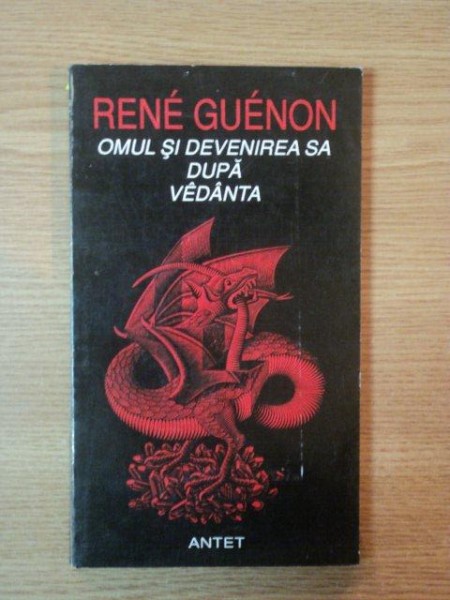 RENÉ GUÉNON
OMUL ŞI DEVENIREA SA
DUPĂ
VÊDÂNTA
ANTET